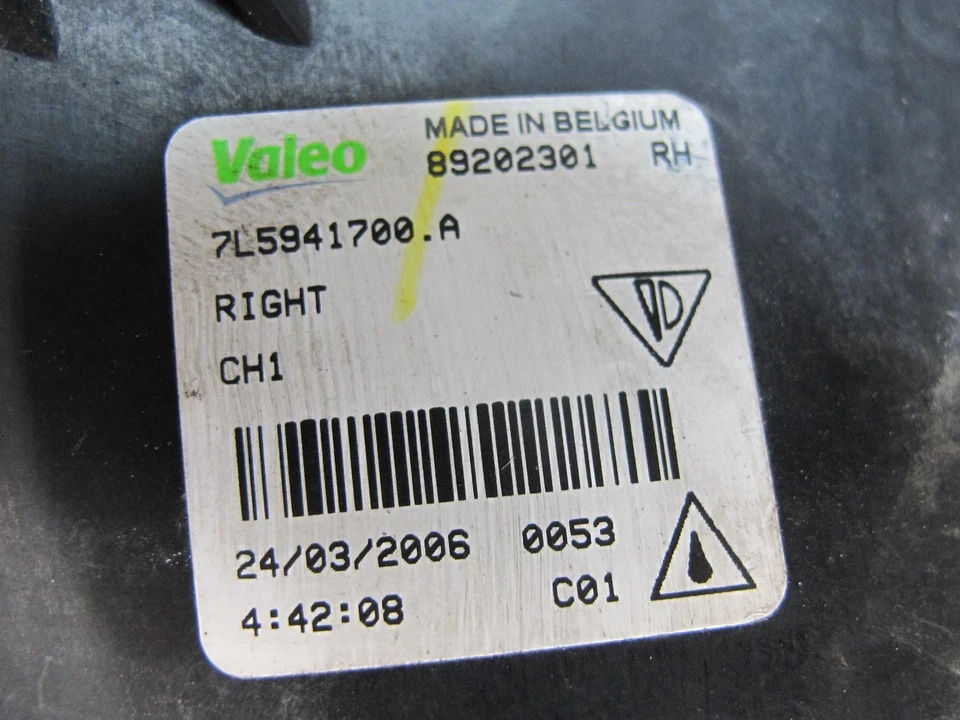 Valeo
MADE IN BELGIUM
89202301 RH
7L5941700.A
RIGHT
CH1
24/03/2006 0053
4:42:08 C01